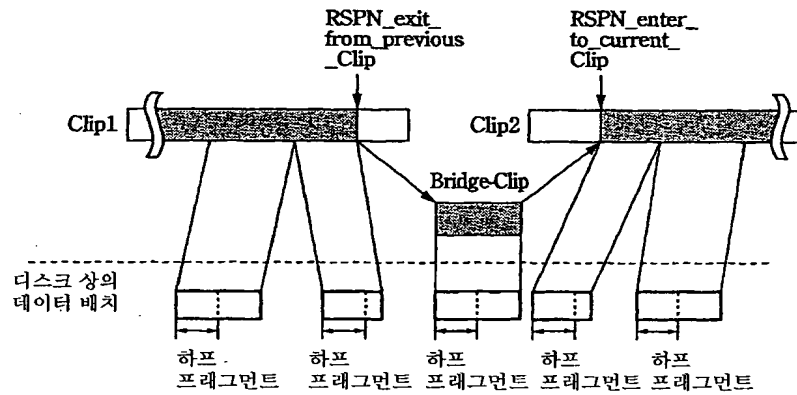 RSPN_exit_
from_previous
_Clip
RSPN_enter_
to_current_
Clip
Clip1
Clip2
Bridge-Clip
디스크 상의
데이터 배치
하프
프래그먼트
하프
프래그먼트
하프
프래그먼트
하프
프래그먼트
하프
프래그먼트